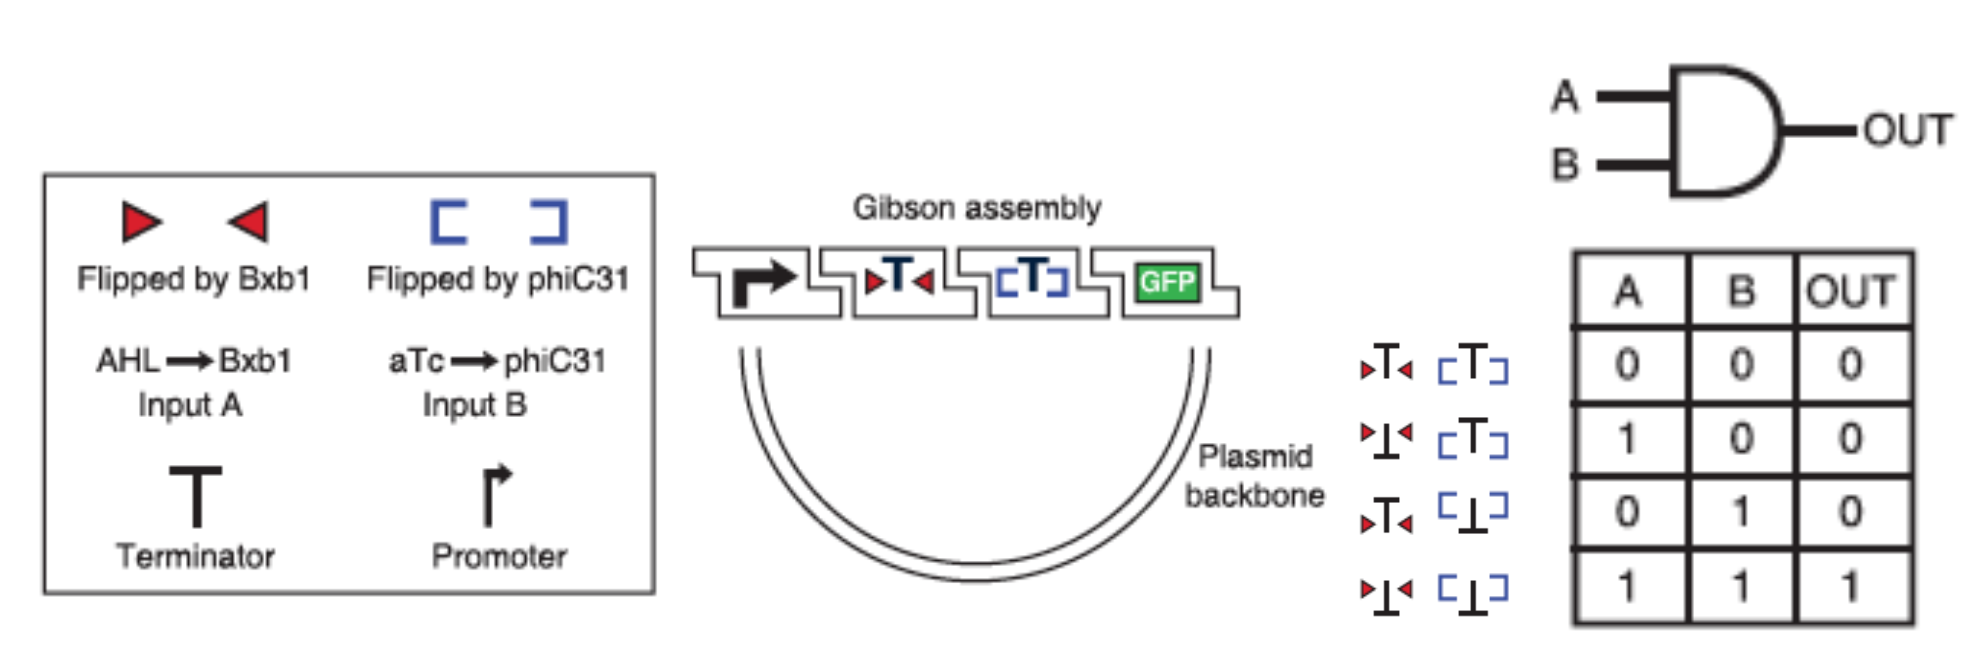 Flipped by Bxb1
Flipped by phiC31
AHL → Bxb1
Input A
aTc → phiC31
Input B
Terminator
Promoter
Gibson assembly
GFP
Plasmid
backbone
A
B
OUT
A B OUT
0 0 0
1 0 0
0 1 0
1 1 1